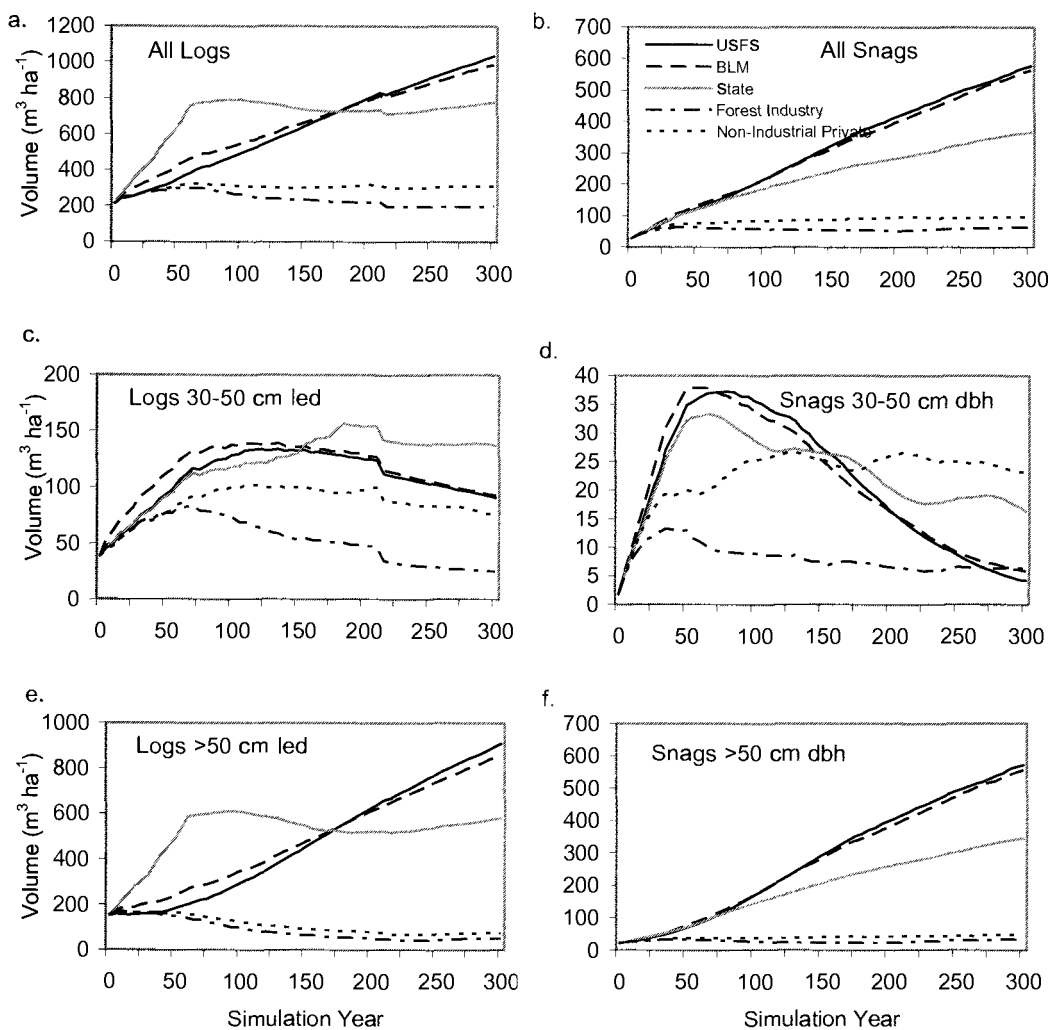 a.
All Logs
Volume (m³ ha⁻¹)
1200
1000
800
600
400
200
0
0 50 100 150 200 250 300
b.
All Snags
USFS
BLM
State
Forest Industry
Non-Industrial Private
700
600
500
400
300
200
100
0
0 50 100 150 200 250 300
c.
Logs 30-50 cm led
Volume (m³ ha⁻¹)
200
150
100
50
0
0 50 100 150 200 250 300
d.
Snags 30-50 cm dbh
40
35
30
25
20
15
10
5
0
0 50 100 150 200 250 300
e.
Logs >50 cm led
Volume (m³ ha⁻¹)
1000
800
600
400
200
0
0 50 100 150 200 250 300
Simulation Year
f.
Snags >50 cm dbh
700
600
500
400
300
200
100
0
0 50 100 150 200 250 300
Simulation Year